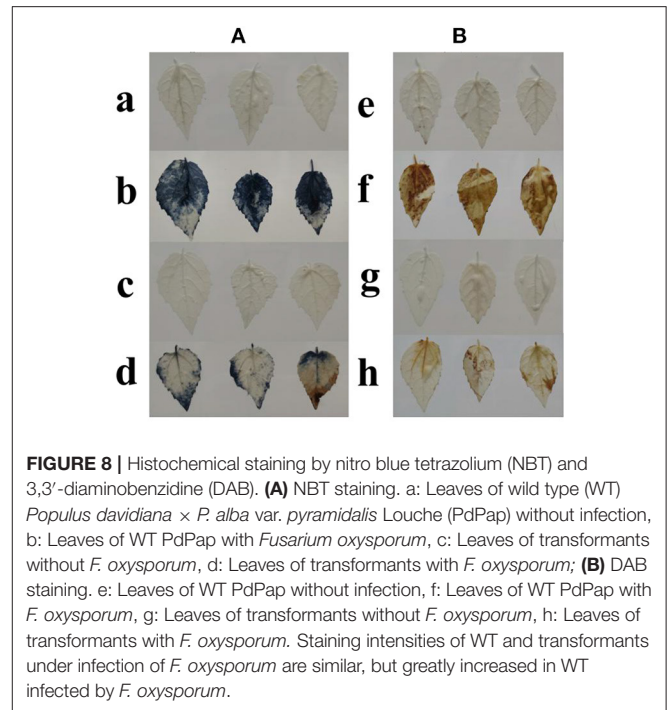 A B
a e
b f
c g
d h
FIGURE 8 | Histochemical staining by nitro blue tetrazolium (NBT) and
3,3′-diaminobenzidine (DAB). (A) NBT staining. a: Leaves of wild type (WT)
Populus davidiana × P. alba var. pyramidalis Louche (PdPap) without infection,
b: Leaves of WT PdPap with Fusarium oxysporum, c: Leaves of transformants
without F. oxysporum, d: Leaves of transformants with F. oxysporum; (B) DAB
staining. e: Leaves of WT PdPap without infection, f: Leaves of WT PdPap with
F. oxysporum, g: Leaves of transformants without F. oxysporum, h: Leaves of
transformants with F. oxysporum. Staining intensities of WT and transformants
under infection of F. oxysporum are similar, but greatly increased in WT
infected by F. oxysporum.